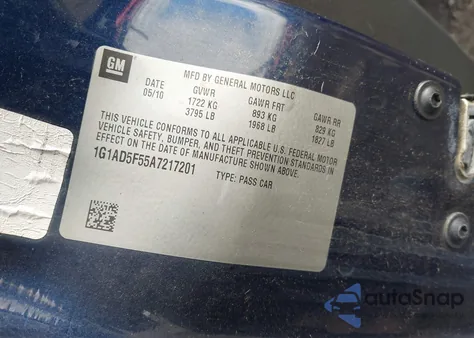 GM
MFD BY GENERAL MOTORS LLC
DATE GVWR GAWR FRT GAWR RR
05/10 1722 KG 893 KG 829 KG
3795 LB 1968 LB 1827 LB
THIS VEHICLE CONFORMS TO ALL APPLICABLE U.S. FEDERAL MOTOR
VEHICLE SAFETY, BUMPER, AND THEFT PREVENTION STANDARDS IN
EFFECT ON THE DATE OF MANUFACTURE SHOWN ABOVE.
1G1AD5F55A7217201 TYPE: PASS CAR
autoSnap